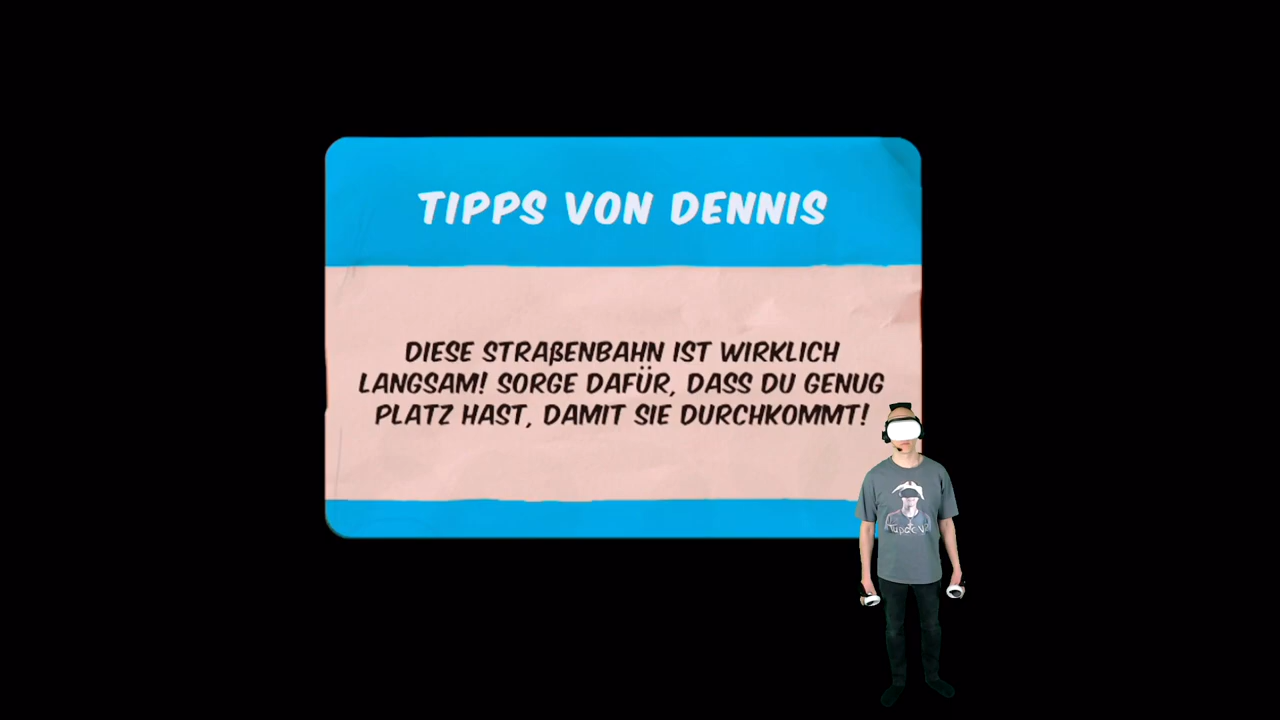 TIPPS VON DENNIS
DIESE STRAßENBAHN IST WIRKLICH
LANGSAM! SORGE DAFÜR, DASS DU GENUG
PLATZ HAST, DAMIT SIE DURCHKOMMT!